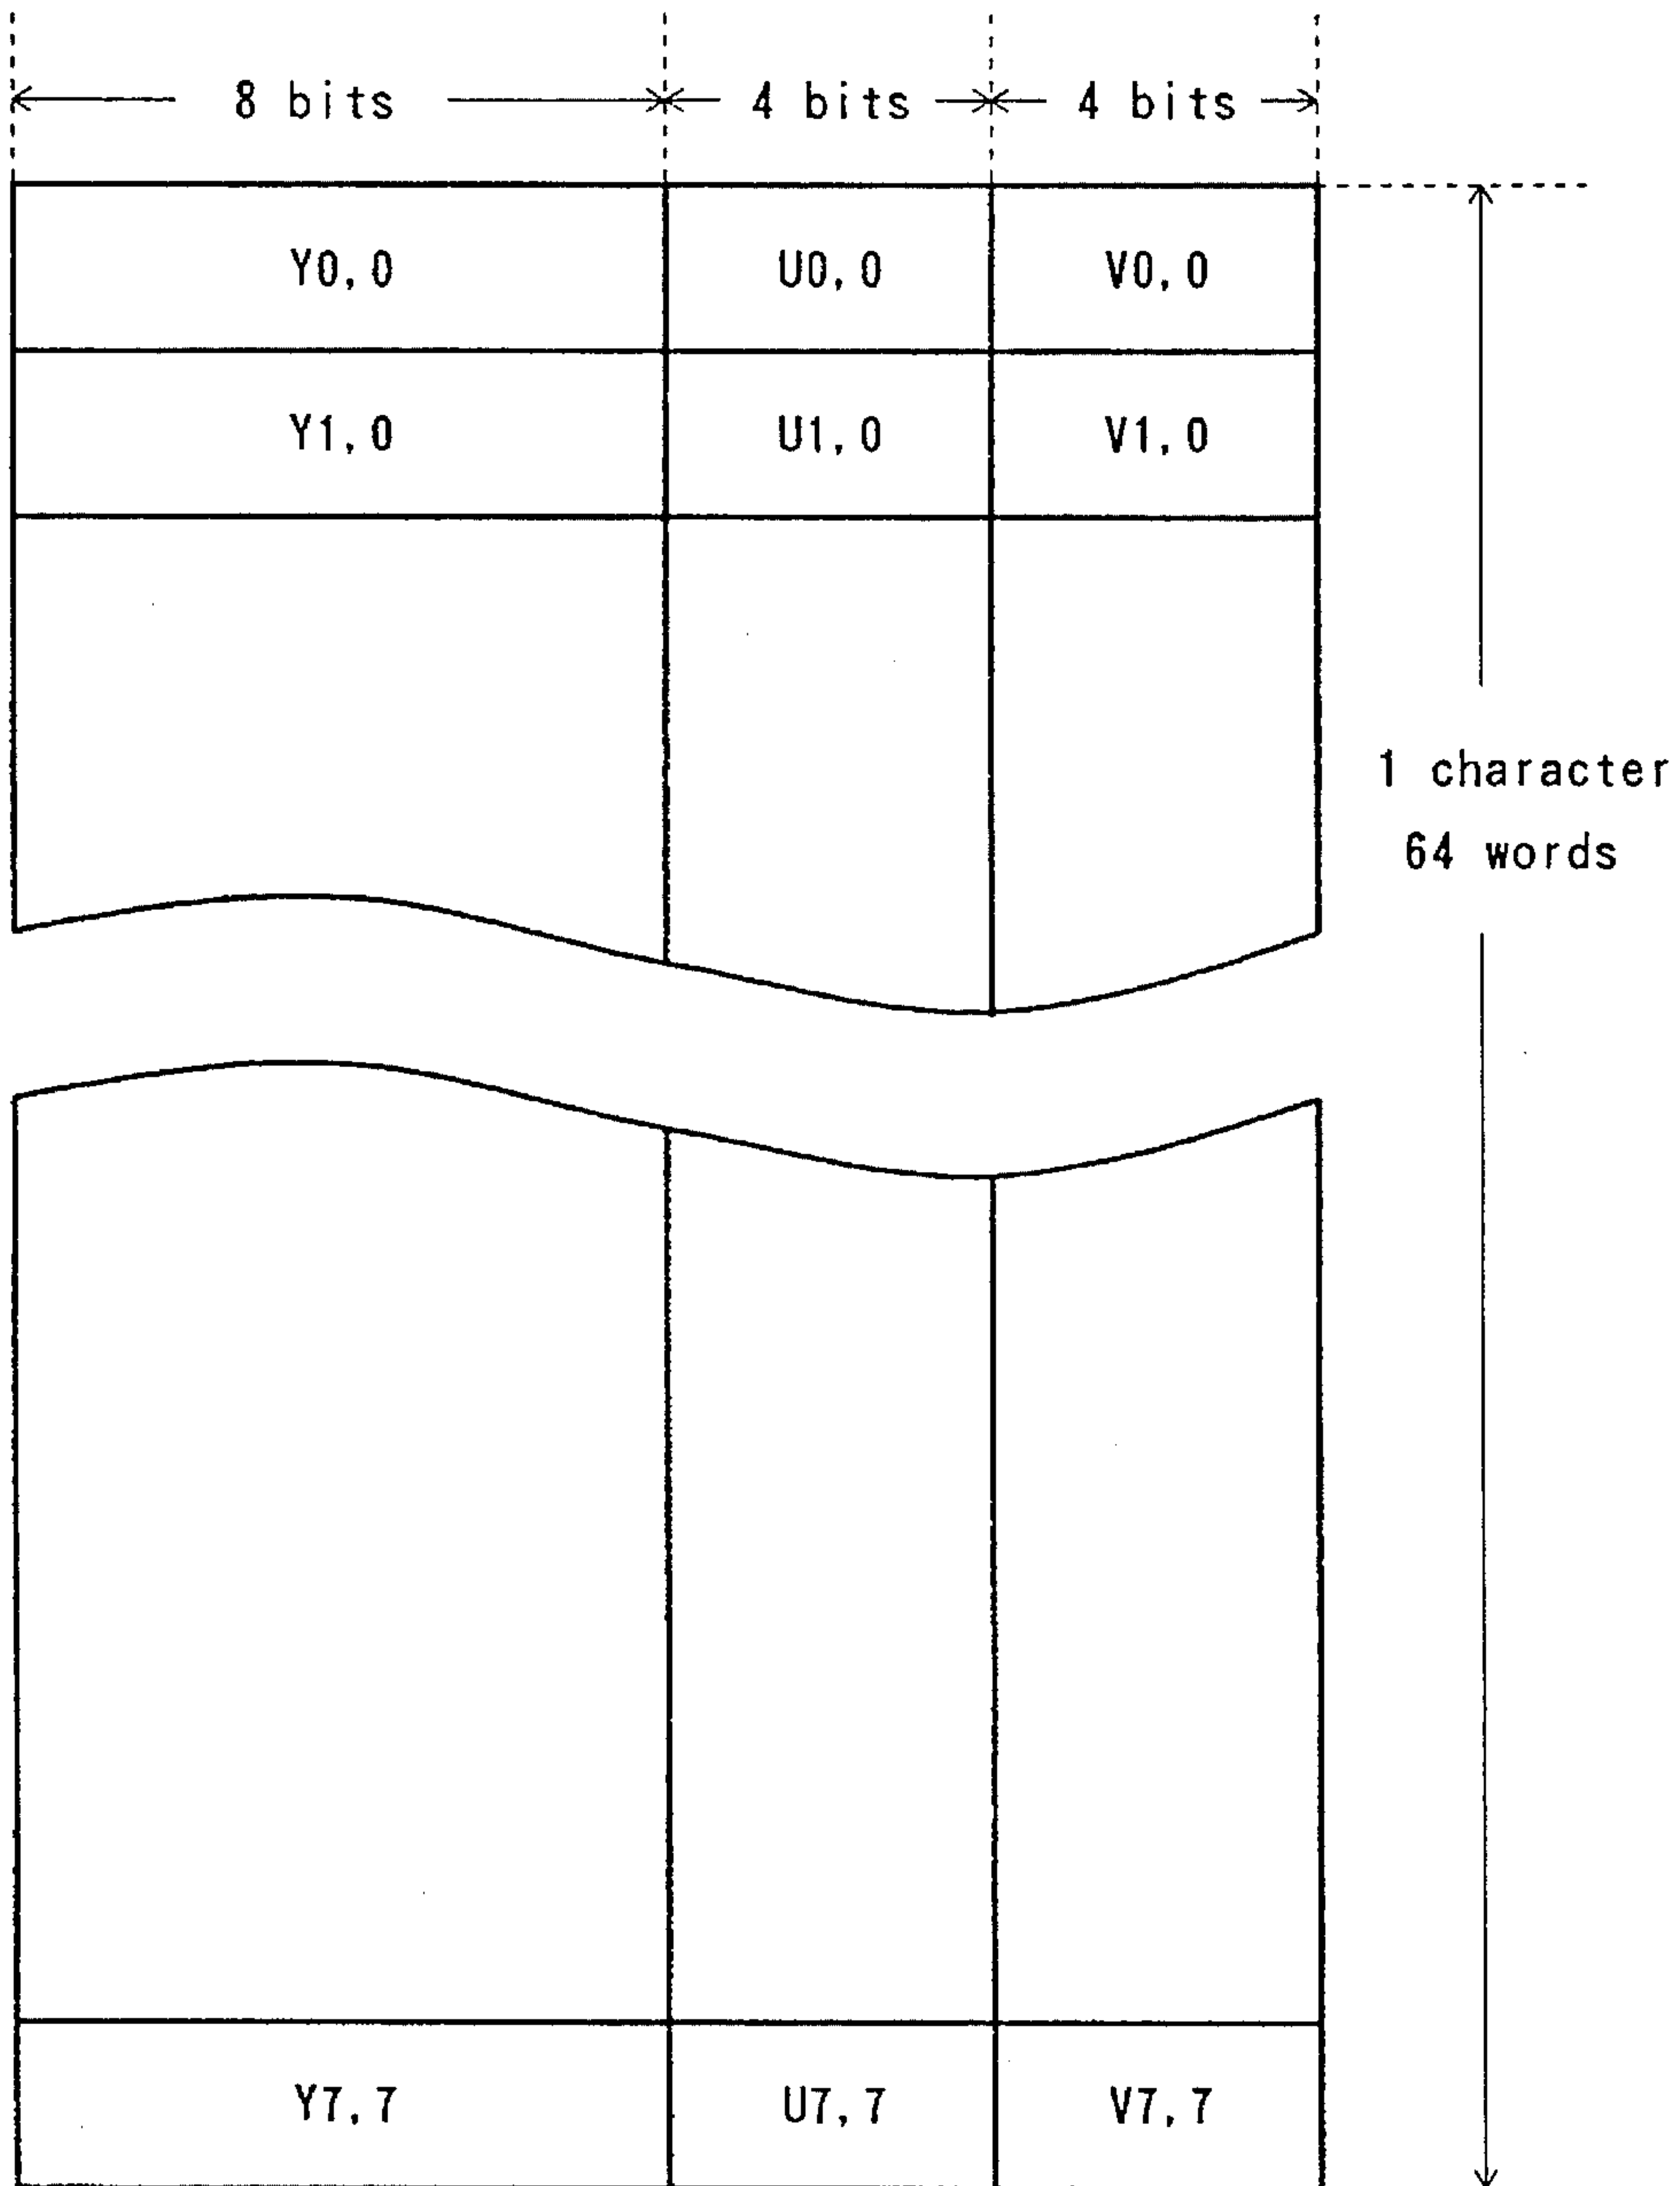 8 bits 4 bits 4 bits
Y0, 0 U0, 0 V0, 0
Y1, 0 U1, 0 V1, 0
1 character
64 words
Y7, 7 U7, 7 V7, 7